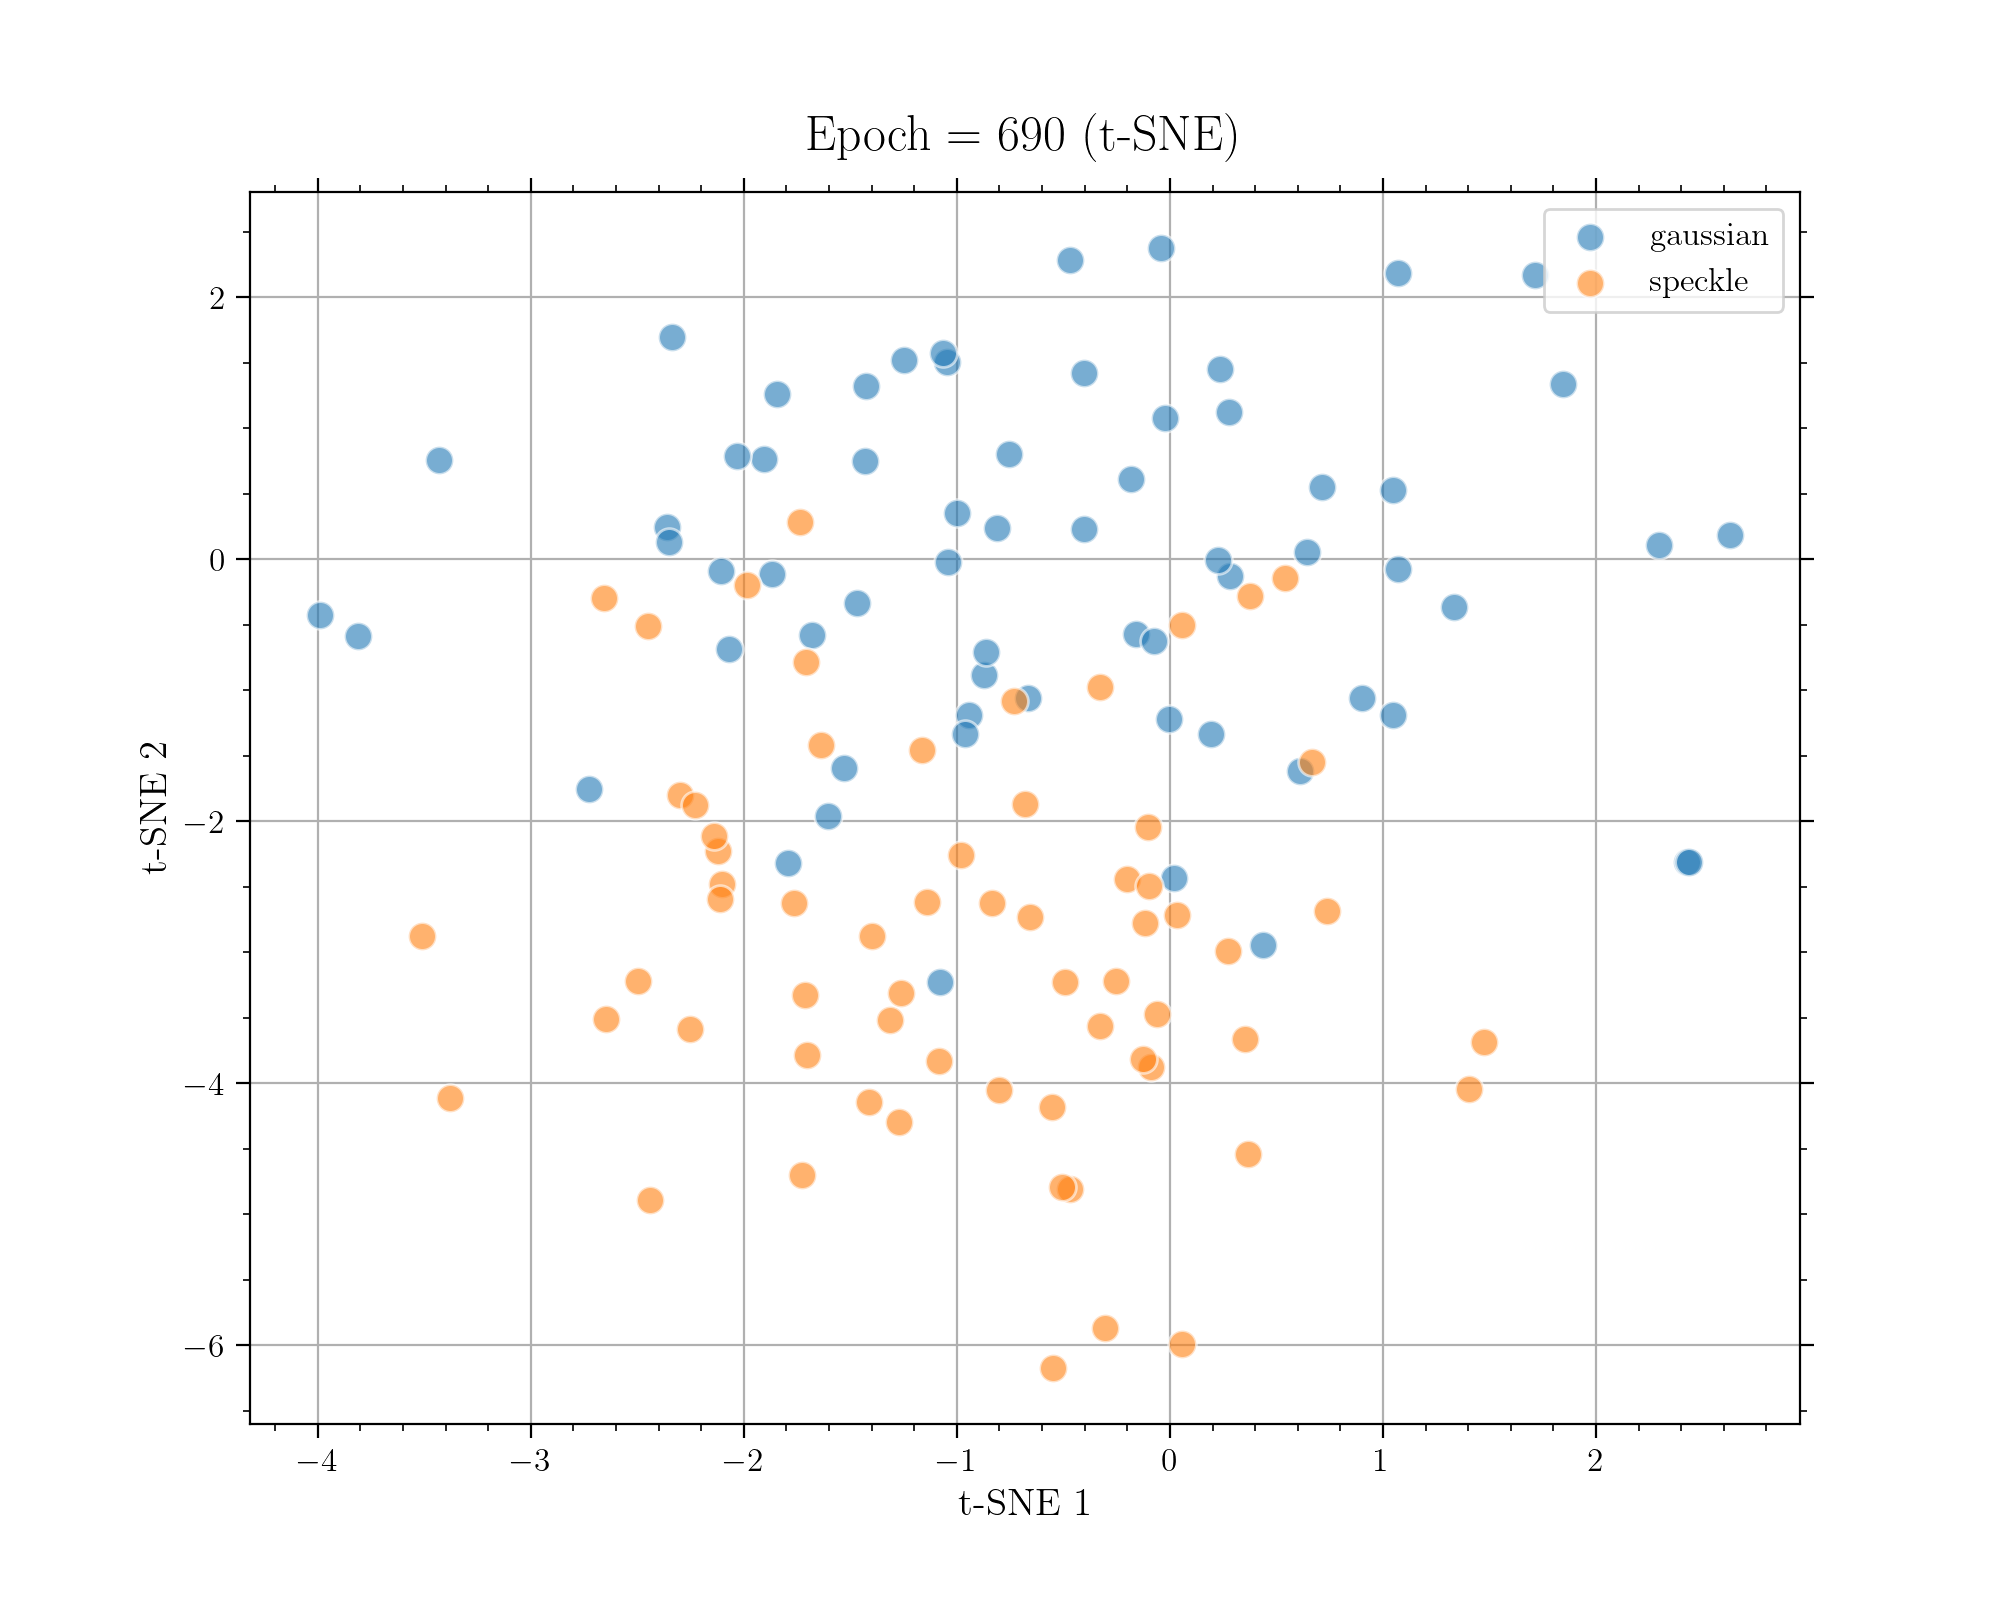 Epoch = 690 (t-SNE)
gaussian
speckle
2
0
−2
−4
−6
t-SNE 2
−4 −3 −2 −1 0 1 2
t-SNE 1